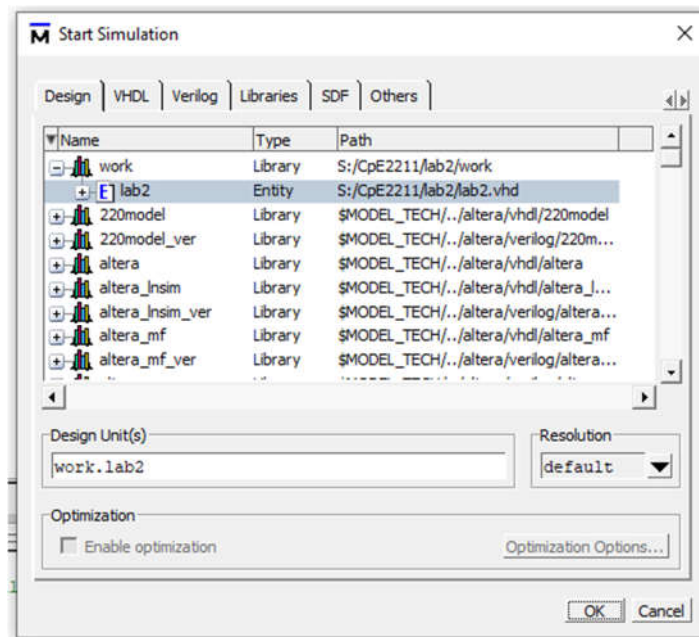 M Start Simulation
Design VHDL Verilog Libraries SDF Others
Name Type Path
work Library S:/CpE2211/lab2/work
E lab2 Entity S:/CpE2211/lab2/lab2.vhd
220model Library $MODEL_TECH/../altera/vhdl/220model
220model_ver Library $MODEL_TECH/../altera/verilog/220m...
altera Library $MODEL_TECH/../altera/vhdl/altera
altera_lnsim Library $MODEL_TECH/../altera/vhdl/altera_l...
altera_lnsim_ver Library $MODEL_TECH/../altera/verilog/altera...
altera_mf Library $MODEL_TECH/../altera/vhdl/altera_mf
altera_mf_ver Library $MODEL_TECH/../altera/verilog/altera...
Design Unit(s) Resolution
work.lab2 default
Optimization
Enable optimization Optimization Options...
OK Cancel